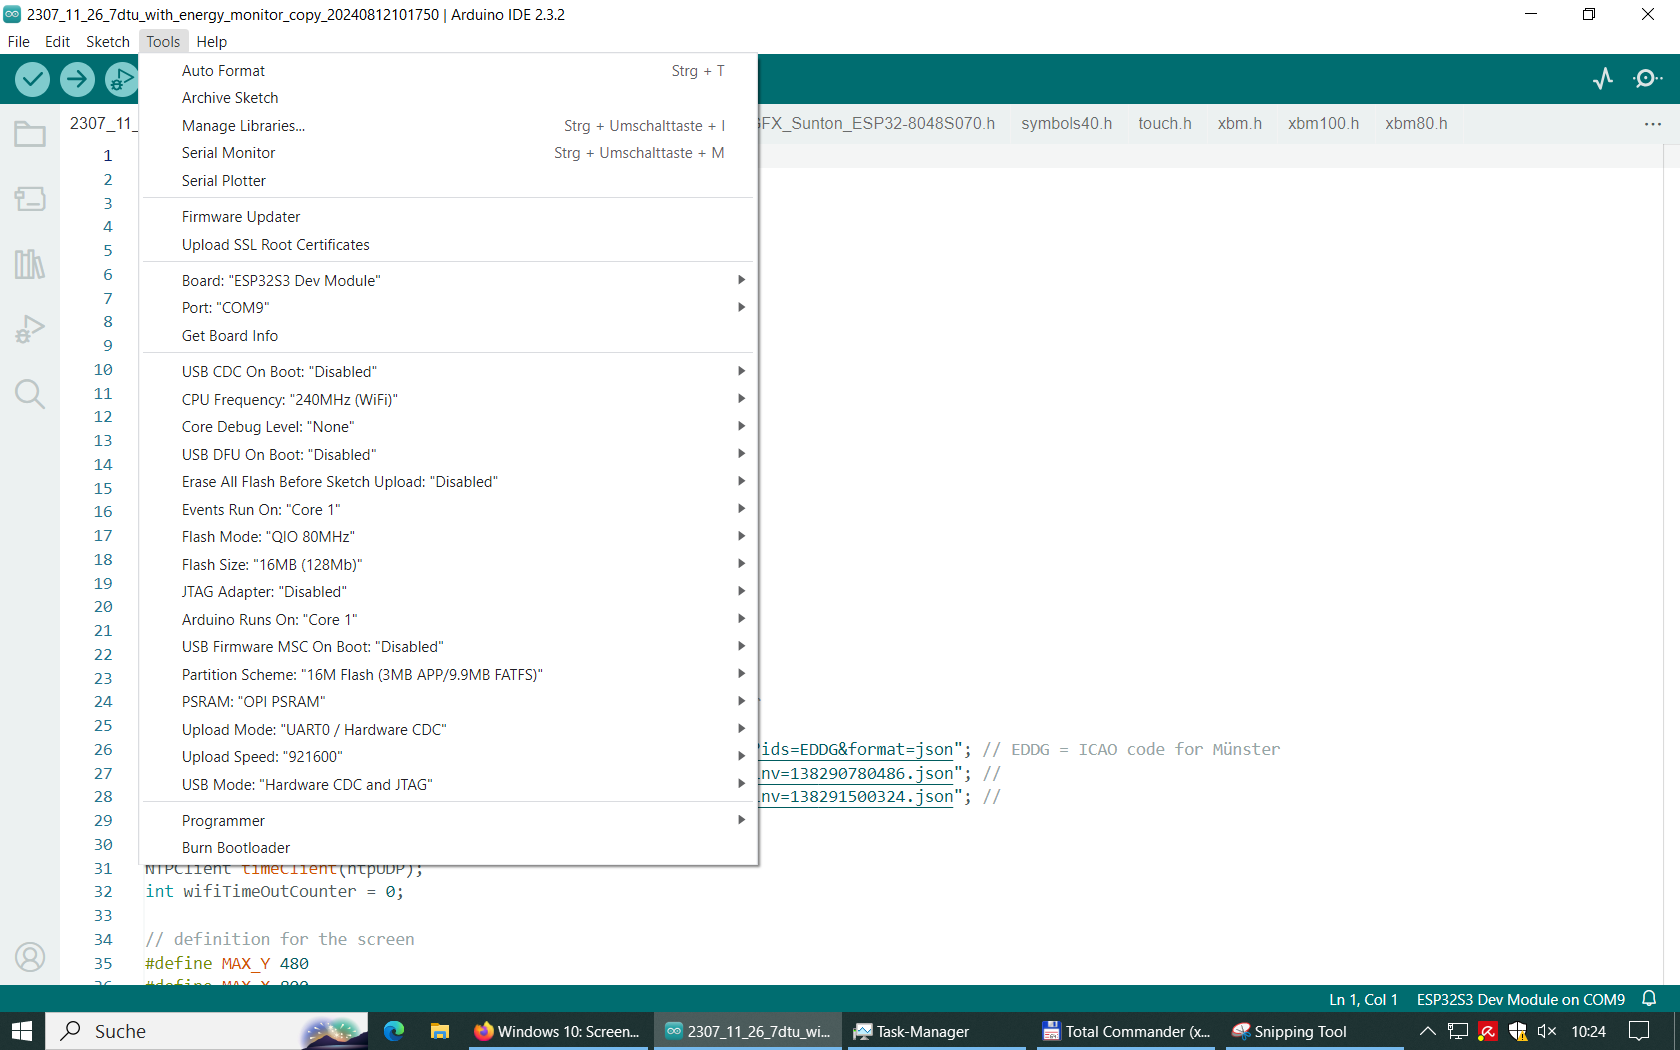 2307_11_26_7dtu_with_energy_monitor_copy_20240812101750 | Arduino IDE 2.3.2
File Edit Sketch Tools Help
Auto Format Strg + T
Archive Sketch
2307_11_ GFX_Sunton_ESP32-8048S070.h symbols40.h touch.h xbm.h xbm100.h xbm80.h ...
Manage Libraries... Strg + Umschalttaste + I
Serial Monitor Strg + Umschalttaste + M
Serial Plotter
Firmware Updater
Upload SSL Root Certificates
Board: "ESP32S3 Dev Module"
Port: "COM9"
Get Board Info
USB CDC On Boot: "Disabled"
CPU Frequency: "240MHz (WiFi)"
Core Debug Level: "None"
USB DFU On Boot: "Disabled"
Erase All Flash Before Sketch Upload: "Disabled"
Events Run On: "Core 1"
Flash Mode: "QIO 80MHz"
Flash Size: "16MB (128Mb)"
JTAG Adapter: "Disabled"
Arduino Runs On: "Core 1"
USB Firmware MSC On Boot: "Disabled"
Partition Scheme: "16M Flash (3MB APP/9.9MB FATFS)"
PSRAM: "OPI PSRAM"
Upload Mode: "UART0 / Hardware CDC"
Upload Speed: "921600"
USB Mode: "Hardware CDC and JTAG"
Programmer
Burn Bootloader
1
2
3
4
5
6
7
8
9
10
11
12
13
14
15
16
17
18
19
20
21
22
23
24
25
26 ids=EDDG&format=json"; // EDDG = ICAO code for Münster
27 nv=138290780486.json"; //
28 nv=138291500324.json"; //
29
30
31 NTPClient timeClient(ntpUDP);
32 int wifiTimeOutCounter = 0;
33
34 // definition for the screen
35 #define MAX_Y 480
36 #define MAX_X 800
Ln 1, Col 1 ESP32S3 Dev Module on COM9
Suche Windows 10: Screen... 2307_11_26_7dtu_wi... Task-Manager Total Commander (x... Snipping Tool 10:24